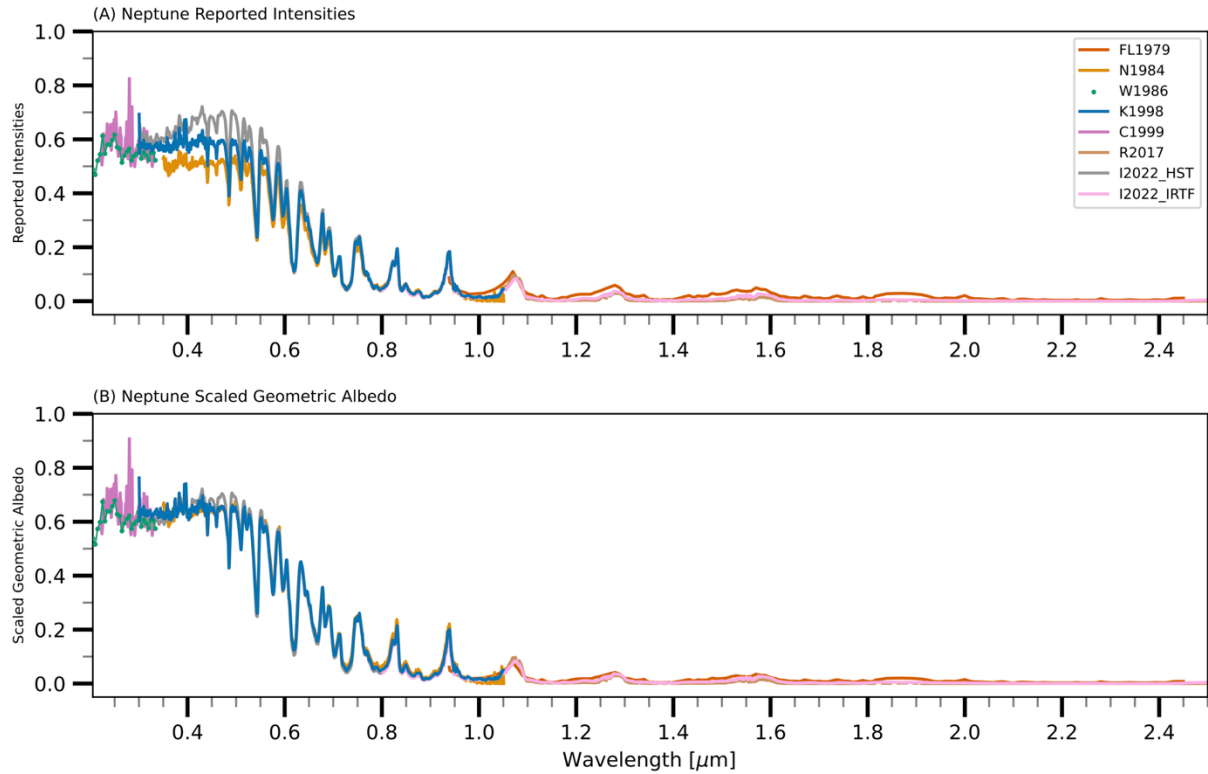 (A) Neptune Reported Intensities
Reported Intensities
1.0
0.8
0.6
0.4
0.2
0.0
FL1979
N1984
W1986
K1998
C1999
R2017
I2022_HST
I2022_IRTF
0.4 0.6 0.8 1.0 1.2 1.4 1.6 1.8 2.0 2.2 2.4
(B) Neptune Scaled Geometric Albedo
Scaled Geometric Albedo
1.0
0.8
0.6
0.4
0.2
0.0
0.4 0.6 0.8 1.0 1.2 1.4 1.6 1.8 2.0 2.2 2.4
Wavelength [μm]